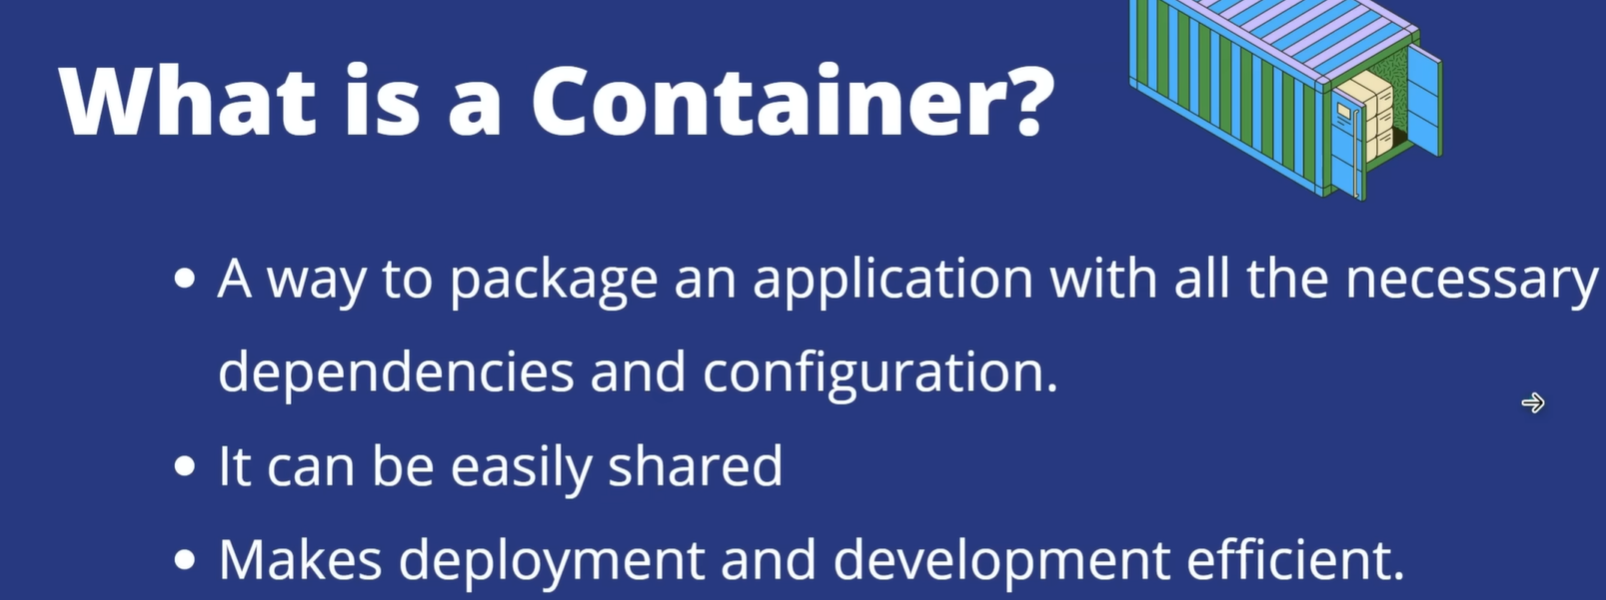 What is a Container?
• A way to package an application with all the necessary
dependencies and configuration.
• It can be easily shared
• Makes deployment and development efficient.